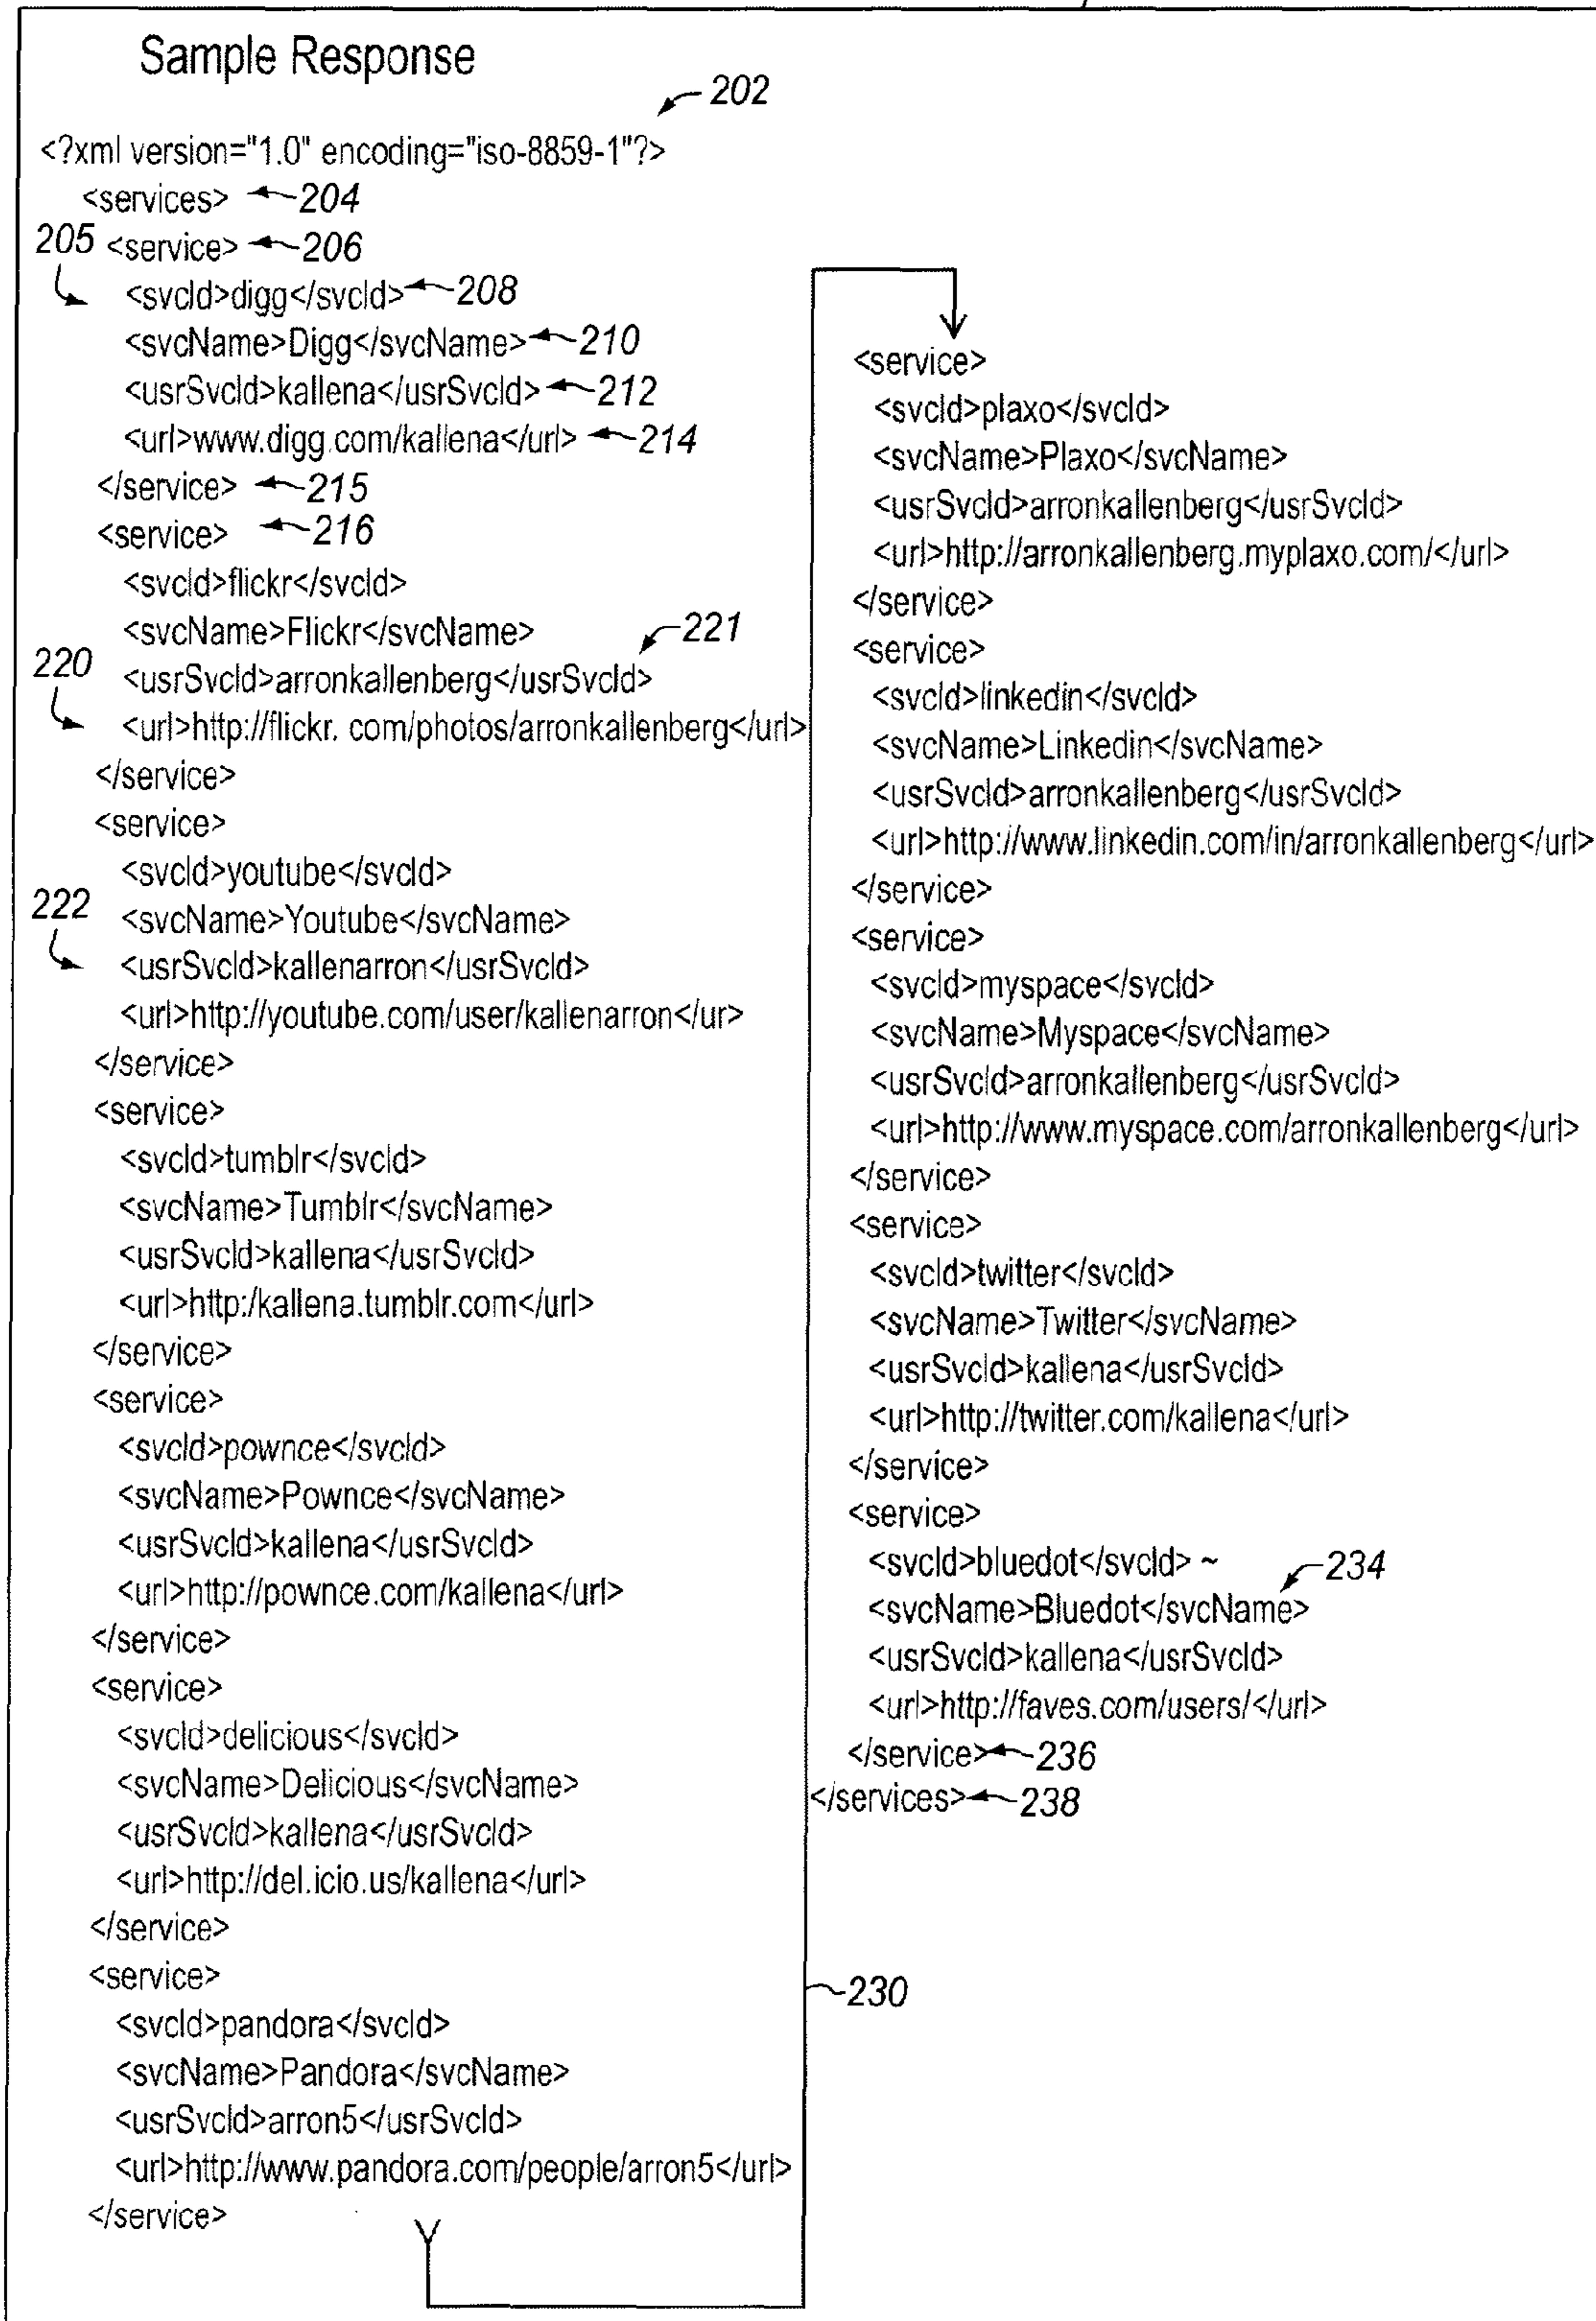 Sample Response
202
<?xml version="1.0" encoding="iso-8859-1"?>
<services> 204
205 <service> 206
<svcId>digg</svcId> 208
<svcName>Digg</svcName> 210
<usrSvcId>kallena</usrSvcId> 212
<url>www.digg.com/kallena</url> 214
</service> 215
<service> 216
<svcId>flickr</svcId>
<svcName>Flickr</svcName> 221
220 <usrSvcId>arronkallenberg</usrSvcId>
<url>http://flickr. com/photos/arronkallenberg</url>
</service>
<service>
<svcId>youtube</svcId>
222 <svcName>Youtube</svcName>
<usrSvcId>kallenarron</usrSvcId>
<url>http://youtube.com/user/kallenarron</ur>
</service>
<service>
<svcId>tumblr</svcId>
<svcName>Tumblr</svcName>
<usrSvcId>kallena</usrSvcId>
<url>http:/kallena.tumblr.com</url>
</service>
<service>
<svcId>pownce</svcId>
<svcName>Pownce</svcName>
<usrSvcId>kallena</usrSvcId>
<url>http://pownce.com/kallena</url>
</service>
<service>
<svcId>delicious</svcId>
<svcName>Delicious</svcName>
<usrSvcId>kallena</usrSvcId>
<url>http://del.icio.us/kallena</url>
</service>
<service>
<svcId>pandora</svcId>
<svcName>Pandora</svcName>
<usrSvcId>arron5</usrSvcId>
<url>http://www.pandora.com/people/arron5</url>
</service>
230
<service>
<svcId>plaxo</svcId>
<svcName>Plaxo</svcName>
<usrSvcId>arronkallenberg</usrSvcId>
<url>http://arronkallenberg.myplaxo.com/</url>
</service>
<service>
<svcId>linkedin</svcId>
<svcName>Linkedin</svcName>
<usrSvcId>arronkallenberg</usrSvcId>
<url>http://www.linkedin.com/in/arronkallenberg</url>
</service>
<service>
<svcId>myspace</svcId>
<svcName>Myspace</svcName>
<usrSvcId>arronkallenberg</usrSvcId>
<url>http://www.myspace.com/arronkallenberg</url>
</service>
<service>
<svcId>twitter</svcId>
<svcName>Twitter</svcName>
<usrSvcId>kallena</usrSvcId>
<url>http://twitter.com/kallena</url>
</service>
<service>
<svcId>bluedot</svcId> ~ 234
<svcName>Bluedot</svcName>
<usrSvcId>kallena</usrSvcId>
<url>http://faves.com/users/</url>
</service> 236
</services> 238